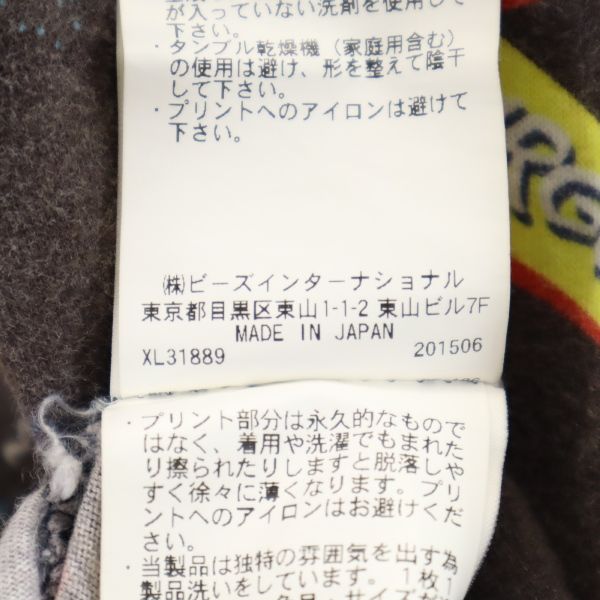 が入っていない洗剤を使用して
下さい。
・タンブル乾燥機（家庭用含む）
の使用は避け、形を整えて陰干
して下さい。
・プリントへのアイロンは避けて
下さい。
RG
㈱ビーズインターナショナル
東京都目黒区東山1-1-2 東山ビル7F
MADE IN JAPAN
XL31889 201506
・プリント部分は永久的なもので
はなく、着用や洗濯でもまれた
り擦られたりしますと脱落しや
すく徐々に薄くなります。プリ
ントへのアイロンはお避けくだ
さい。
・当製品は独特の雰囲気を出す為
製品洗いをしています。1枚1
サイズが